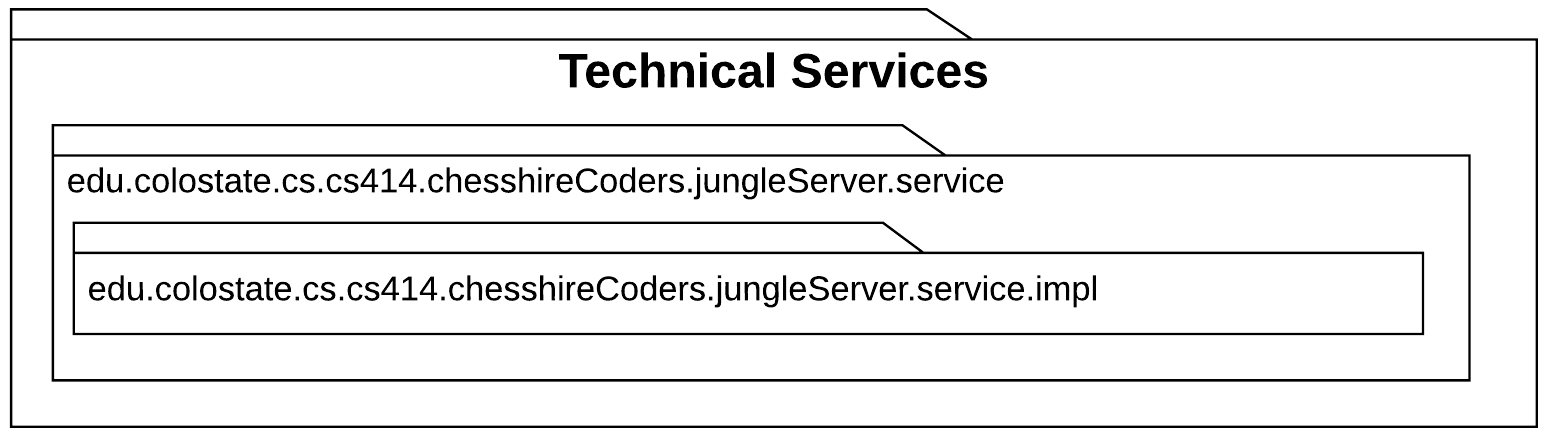 Technical Services
edu.colostate.cs.cs414.chesshireCoders.jungleServer.service
edu.colostate.cs.cs414.chesshireCoders.jungleServer.service.impl